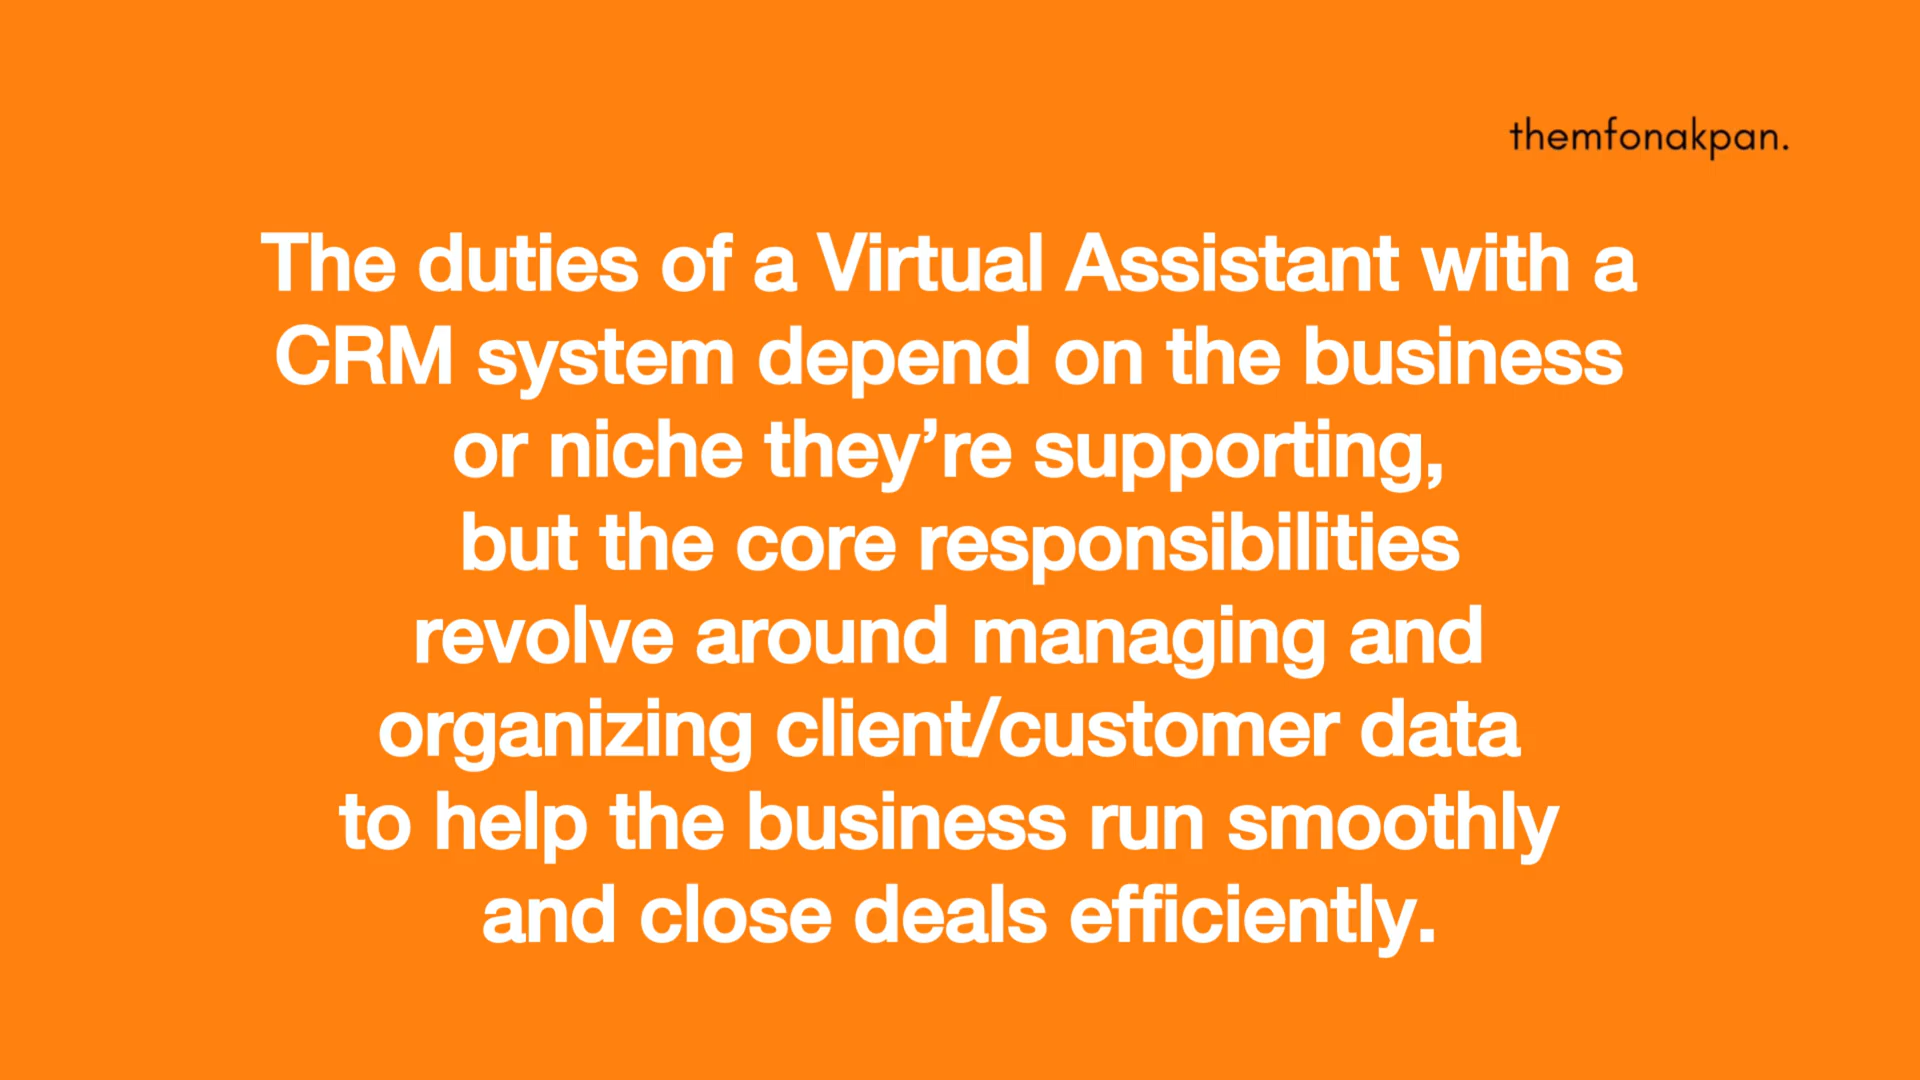 themfonakpan.
The duties of a Virtual Assistant with a
CRM system depend on the business
or niche they’re supporting,
but the core responsibilities
revolve around managing and
organizing client/customer data
to help the business run smoothly
and close deals efficiently.